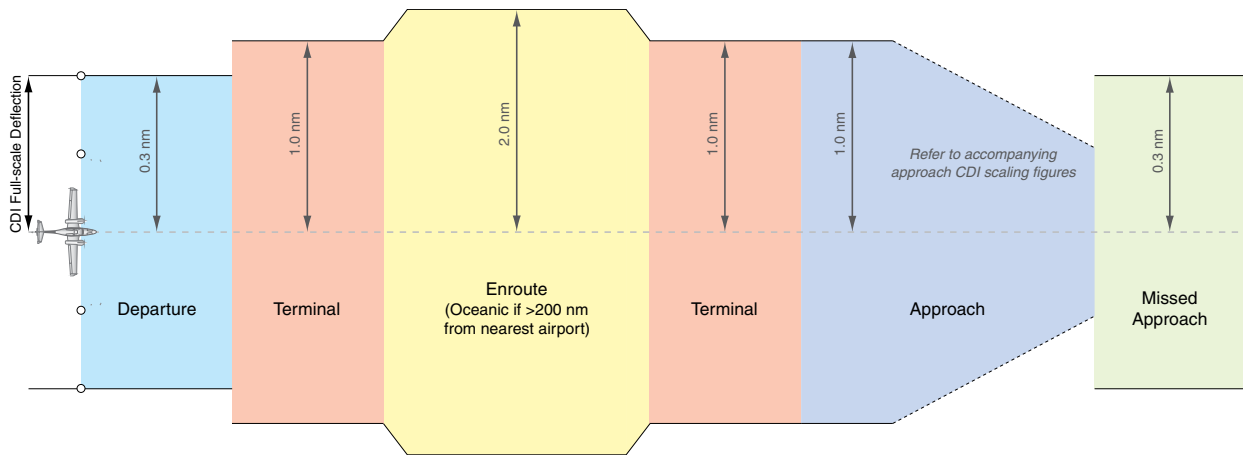 CDI Full-scale Deflection
0.3 nm
1.0 nm
2.0 nm
1.0 nm
1.0 nm
0.3 nm
Refer to accompanying
approach CDI scaling figures
Departure
Terminal
Enroute
(Oceanic if >200 nm
from nearest airport)
Terminal
Approach
Missed
Approach